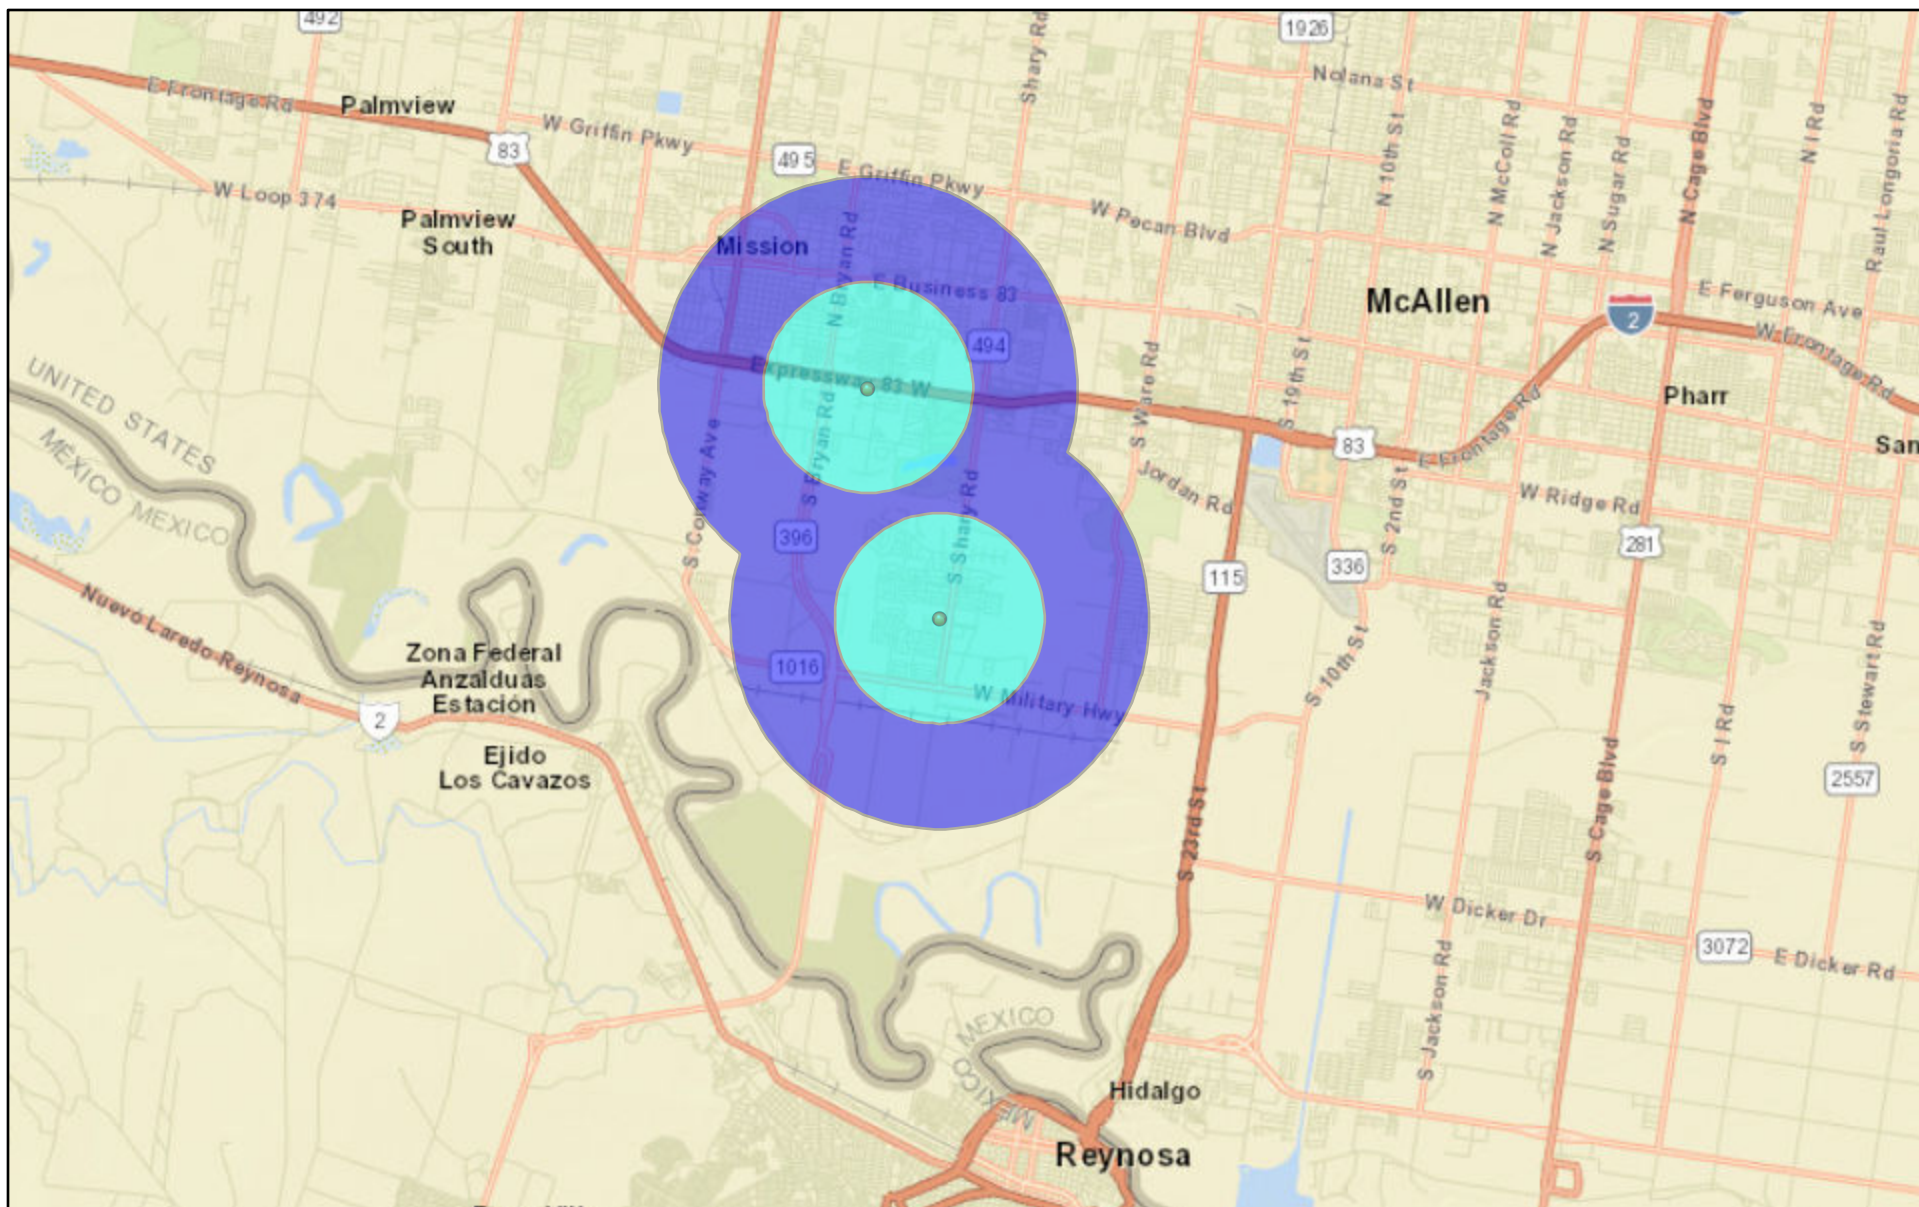 492
1926
Shary Rd
Nolana St
E Frontage Rd
Palmview
83
W Griffin Pkwy
495
E Griffin Pkwy
N 10th St
N McColl Rd
N Jackson Rd
N Sugar Rd
N Cage Blvd
N I Rd
Raul Longoria Rd
W Loop 374
Palmview
South
Mission
N Bryan Rd
W Pecan Blvd
E Business 83
McAllen
E Ferguson Ave
2
W Frontage Rd
494
Expressway 83 W
S Ware Rd
S 19th St
Pharr
UNITED STATES
MÉXICO
MEXICO
S Conway Ave
S Bryan Rd
83
E Frontage Rd
San
Jordan Rd
S 2nd St
W Ridge Rd
396
S Shary Rd
115
336
281
Nuevo Laredo Reynosa
Zona Federal
Anzalduas
Estación
2
1016
W Military Hwy
S 10th St
Jackson Rd
S I Rd
S Stewart Rd
Ejido
Los Cavazos
2557
S 23rd St
S Cage Blvd
W Dicker Dr
3072
E Dicker Rd
MEXICO
MEXICO
S Jackson Rd
Hidalgo
Reynosa